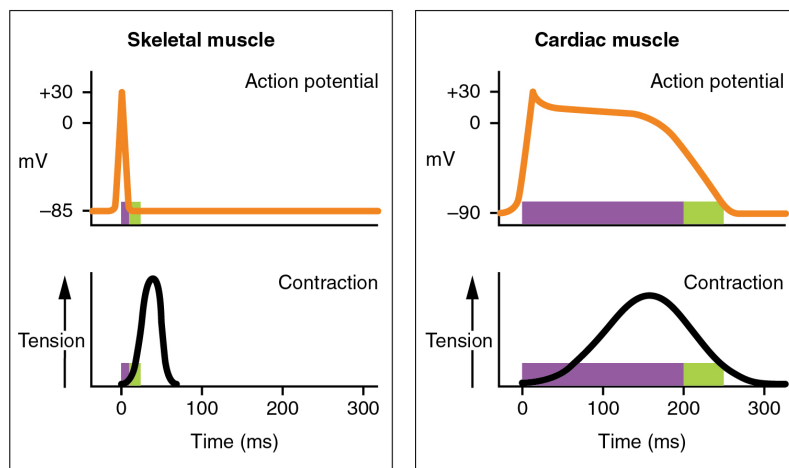 Skeletal muscle
Action potential
+30
0
mV
–85
Contraction
Tension
0 100 200 300
Time (ms)
Cardiac muscle
Action potential
+30
0
mV
–90
Contraction
Tension
0 100 200 300
Time (ms)